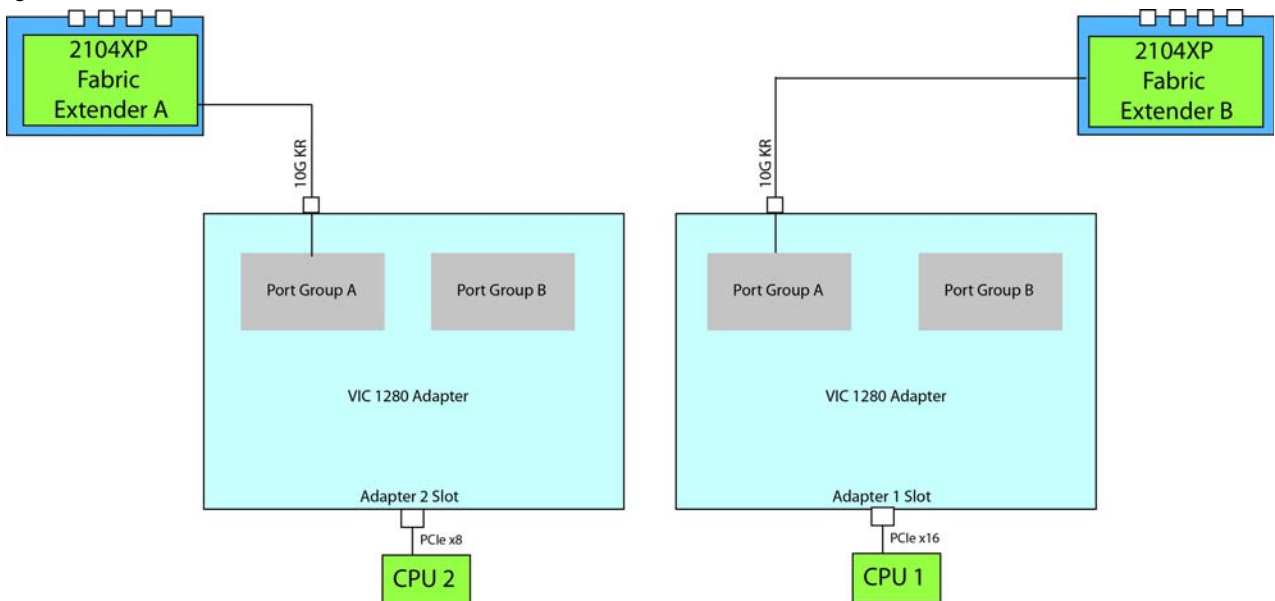 2104XP
Fabric
Extender A
2104XP
Fabric
Extender B
10G KR
10G KR
Port Group A
Port Group B
Port Group A
Port Group B
VIC 1280 Adapter
VIC 1280 Adapter
Adapter 2 Slot
Adapter 1 Slot
PCIe x8
PCIe x16
CPU 2
CPU 1